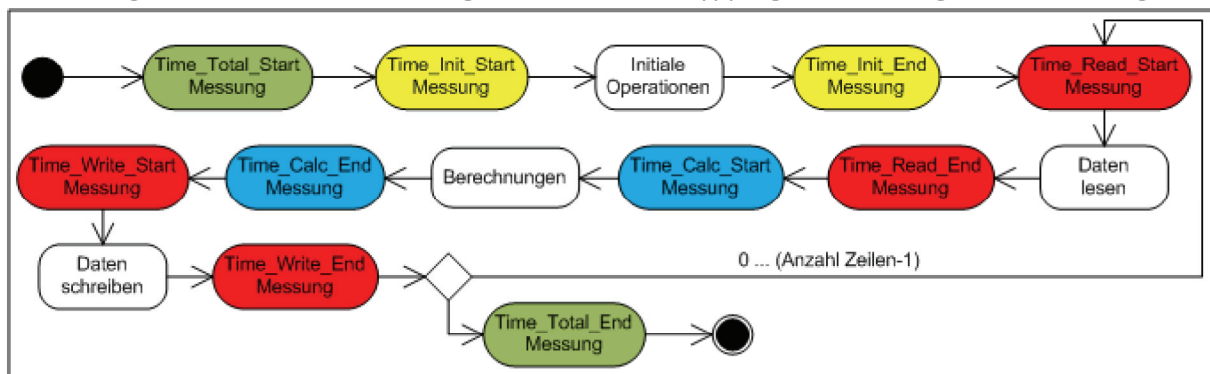 Time_Total_Start
Messung
Time_Init_Start
Messung
Initiale
Operationen
Time_Init_End
Messung
Time_Read_Start
Messung
Time_Write_Start
Messung
Time_Calc_End
Messung
Berechnungen
Time_Calc_Start
Messung
Time_Read_End
Messung
Daten
lesen
Daten
schreiben
Time_Write_End
Messung
0 ... (Anzahl Zeilen-1)
Time_Total_End
Messung